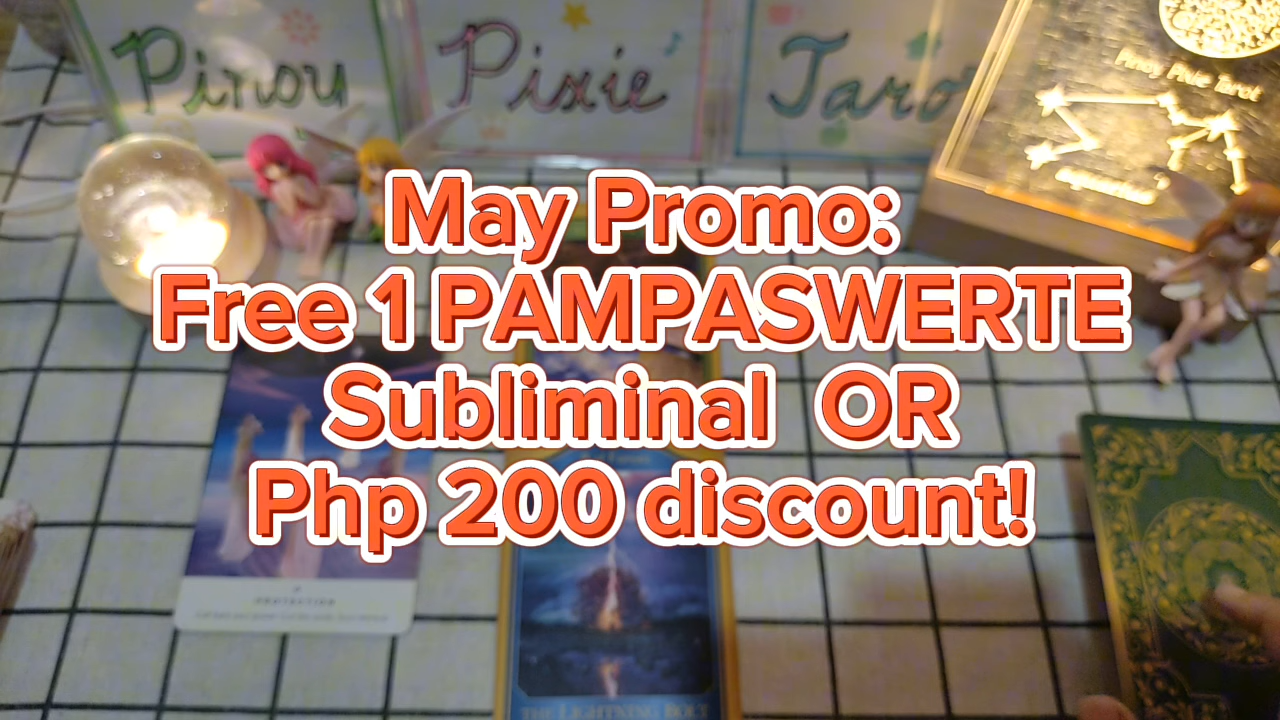 Pinoy Pixie Tarot
Pinoy Pixie Tarot
May Promo:
Free 1 PAMPASWERTE
Subliminal OR
Php 200 discount!
PROTECTION
THE LIGHTNING BOLT